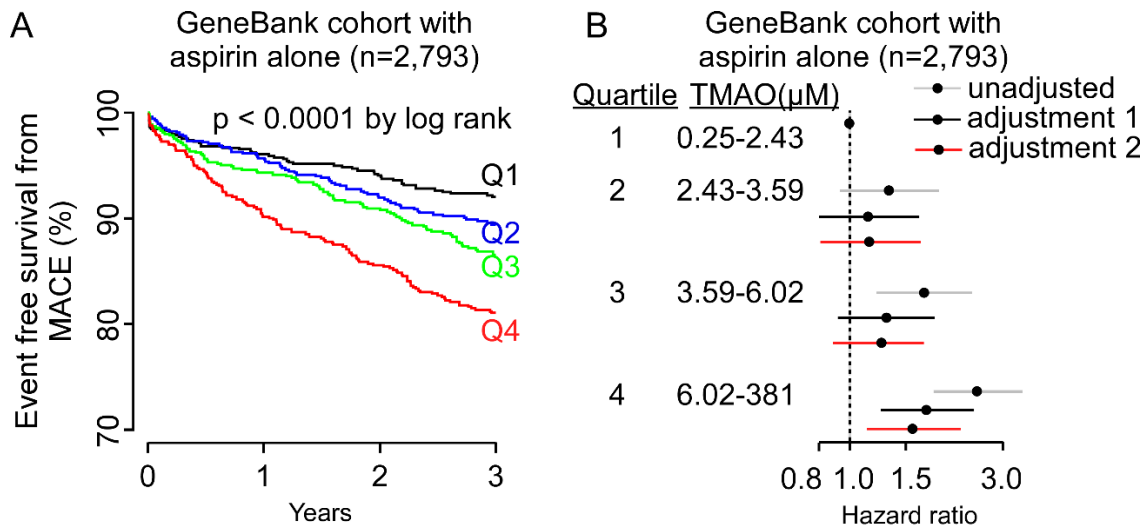 A
GeneBank cohort with
aspirin alone (n=2,793)
Event free survival from
MACE (%)
100
90
80
70
p < 0.0001 by log rank
Q1
Q2
Q3
Q4
0
1
2
3
Years
B
GeneBank cohort with
aspirin alone (n=2,793)
Quartile TMAO(µM)
unadjusted
adjustment 1
adjustment 2
1 0.25-2.43
2 2.43-3.59
3 3.59-6.02
4 6.02-381
0.8 1.0 1.5 3.0
Hazard ratio